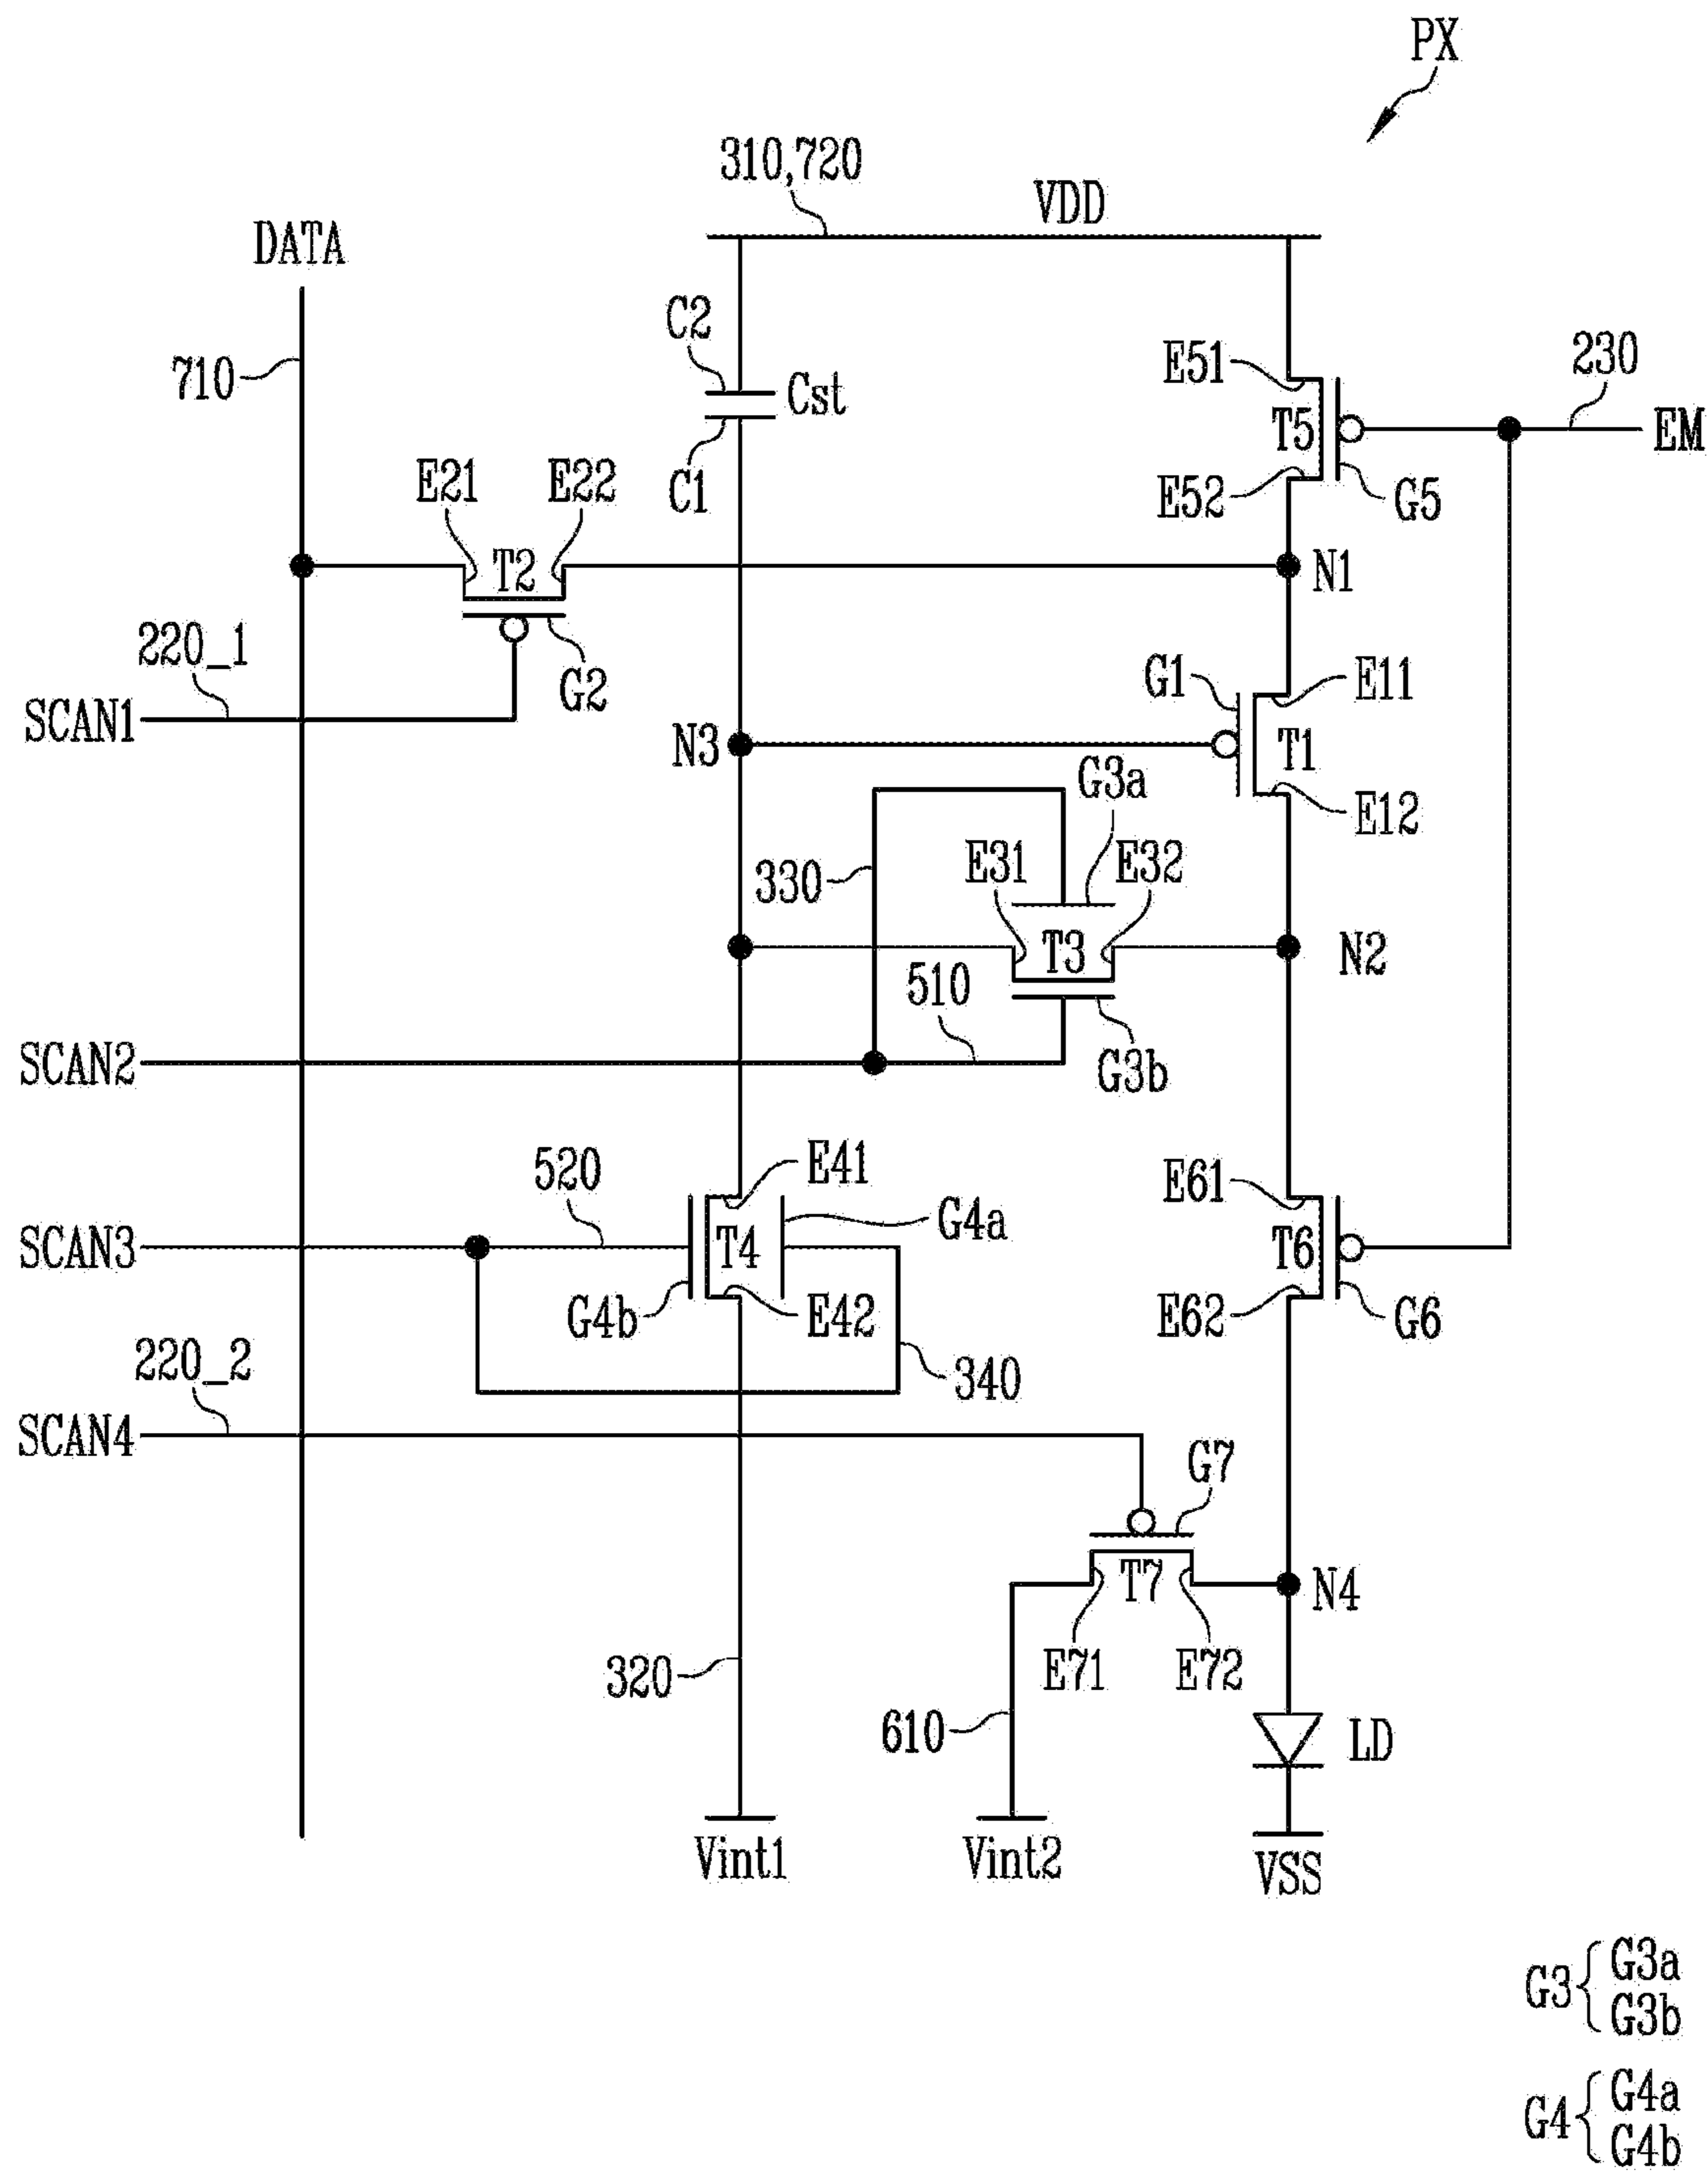 PX
310,720
VDD
DATA
C2
710
Cst
E51
230
T5
EM
C1
E52
G5
E21
E22
T2
N1
220_1
G2
G1
E11
SCAN1
N3
T1
G3a
E12
330
E31
E32
T3
N2
510
SCAN2
G3b
520
E41
E61
G4a
SCAN3
T4
T6
G4b
E42
E62
G6
220_2
340
SCAN4
G7
T7
N4
320
E71
E72
610
LD
Vint1
Vint2
VSS
G3
G3a
G3b
G4
G4a
G4b